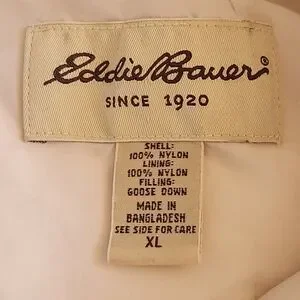 Eddie Bauer
SINCE 1920
SHELL:
100% NYLON
LINING:
100% NYLON
FILLING:
GOOSE DOWN
MADE IN
BANGLADESH
SEE SIDE FOR CARE
XL